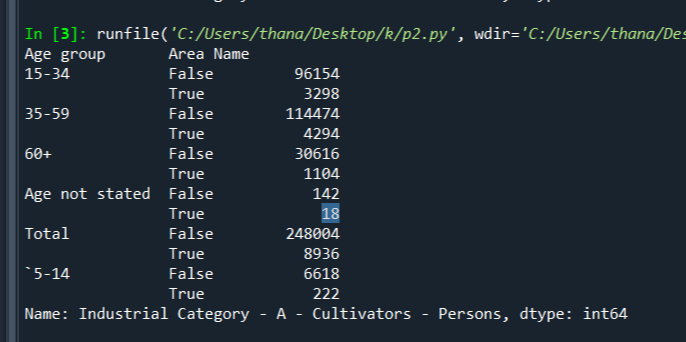 In [3]: runfile('C:/Users/thana/Desktop/k/p2.py', wdir='C:/Users/thana/Des
Age group       Area Name
15-34           False         96154
                True           3298
35-59           False        114474
                True           4294
60+             False         30616
                True           1104
Age not stated  False           142
                True             18
Total           False        248004
                True           8936
`5-14           False          6618
                True            222
Name: Industrial Category - A - Cultivators - Persons, dtype: int64